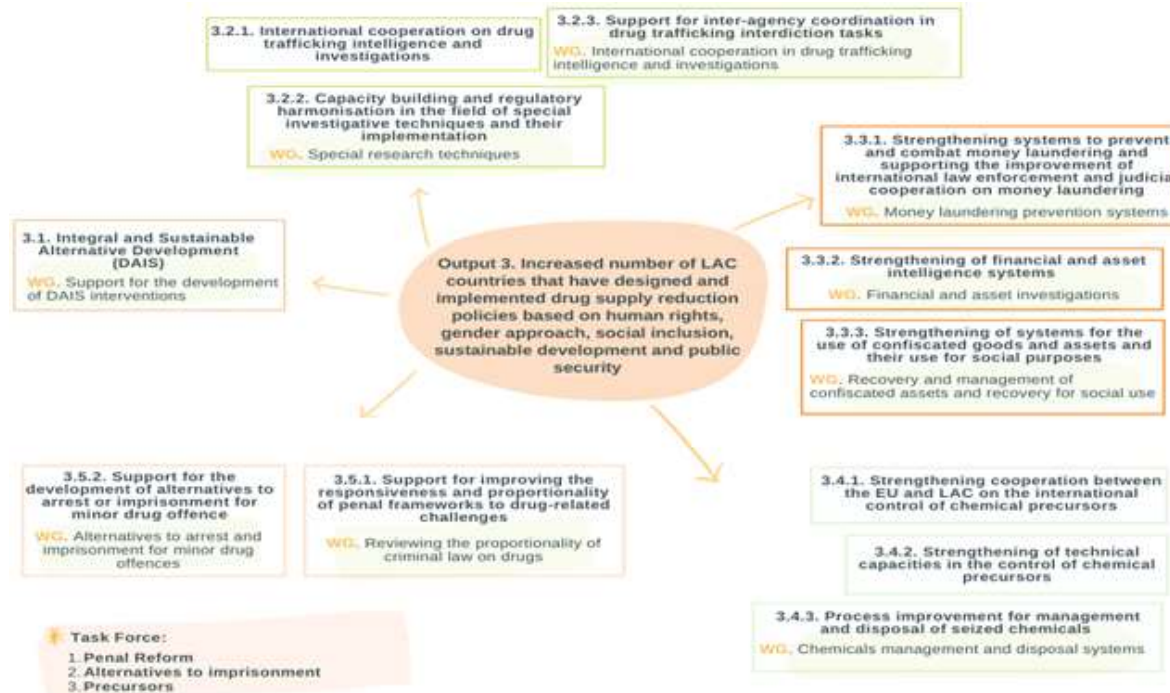 3.2.1. International cooperation on drug
trafficking intelligence and
investigations
3.2.3. Support for inter-agency coordination in
drug trafficking interdiction tasks
WG. International cooperation in drug trafficking
intelligence and investigations
3.2.2. Capacity building and regulatory
harmonisation in the field of special
investigative techniques and their
implementation
WG. Special research techniques
3.3.1. Strengthening systems to prevent
and combat money laundering and
supporting the improvement of
international law enforcement and judicia
cooperation on money laundering
WG. Money laundering prevention systems
3.1. Integral and Sustainable
Alternative Development
(DAIS)
WG. Support for the development
of DAIS interventions
Output 3. Increased number of LAC
countries that have designed and
implemented drug supply reduction
policies based on human rights,
gender approach, social inclusion,
sustainable development and public
security
3.3.2. Strengthening of financial and asset
intelligence systems
WG. Financial and asset investigations
3.3.3. Strengthening of systems for the
use of confiscated goods and assets and
their use for social purposes
WG. Recovery and management of
confiscated assets and recovery for social use
3.5.2. Support for the
development of alternatives to
arrest or imprisonment for
minor drug offence
WG. Alternatives to arrest and
imprisonment for minor drug
offences
3.5.1. Support for improving the
responsiveness and proportionality
of penal frameworks to drug-related
challenges
WG. Reviewing the proportionality of
criminal law on drugs
3.4.1. Strengthening cooperation between
the EU and LAC on the international
control of chemical precursors
3.4.2. Strengthening of technical
capacities in the control of chemical
precursors
3.4.3. Process improvement for management
and disposal of seized chemicals
WG. Chemicals management and disposal systems
Task Force:
1. Penal Reform
2. Alternatives to imprisonment
3. Precursors